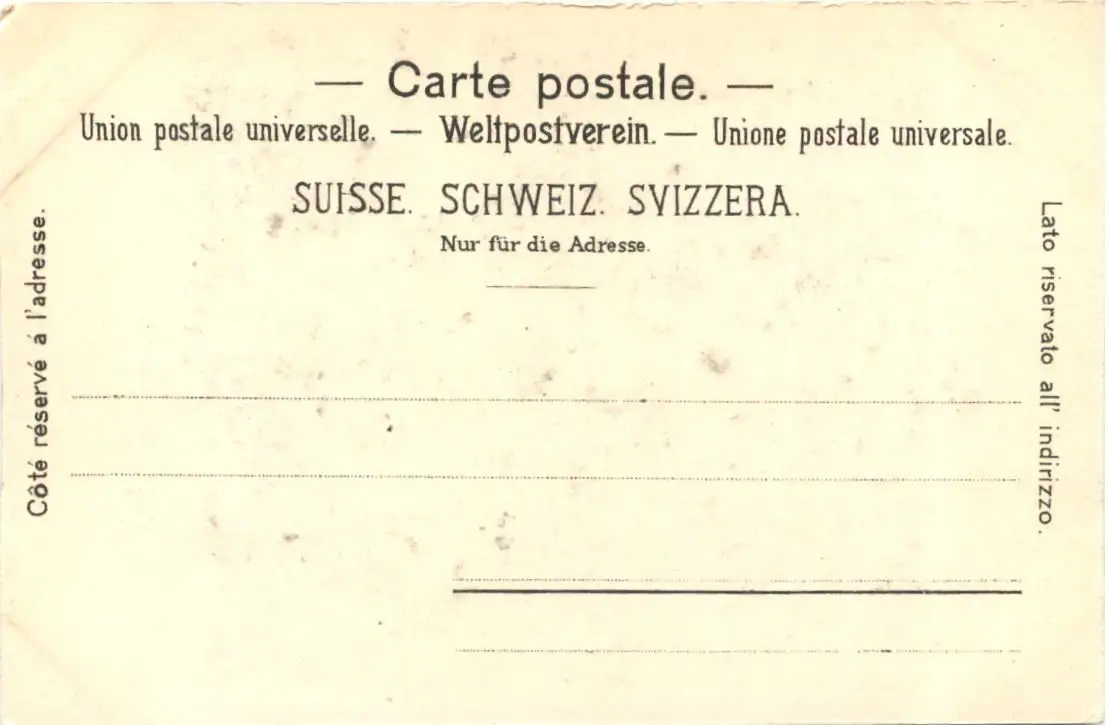 — Carte postale. —
Union postale universelle. — Weltpostverein. — Unione postale universale.
SUISSE. SCHWEIZ. SVIZZERA.
Nur für die Adresse.
Côté réservé á l'adresse.
Lato riservato all' indirizzo.